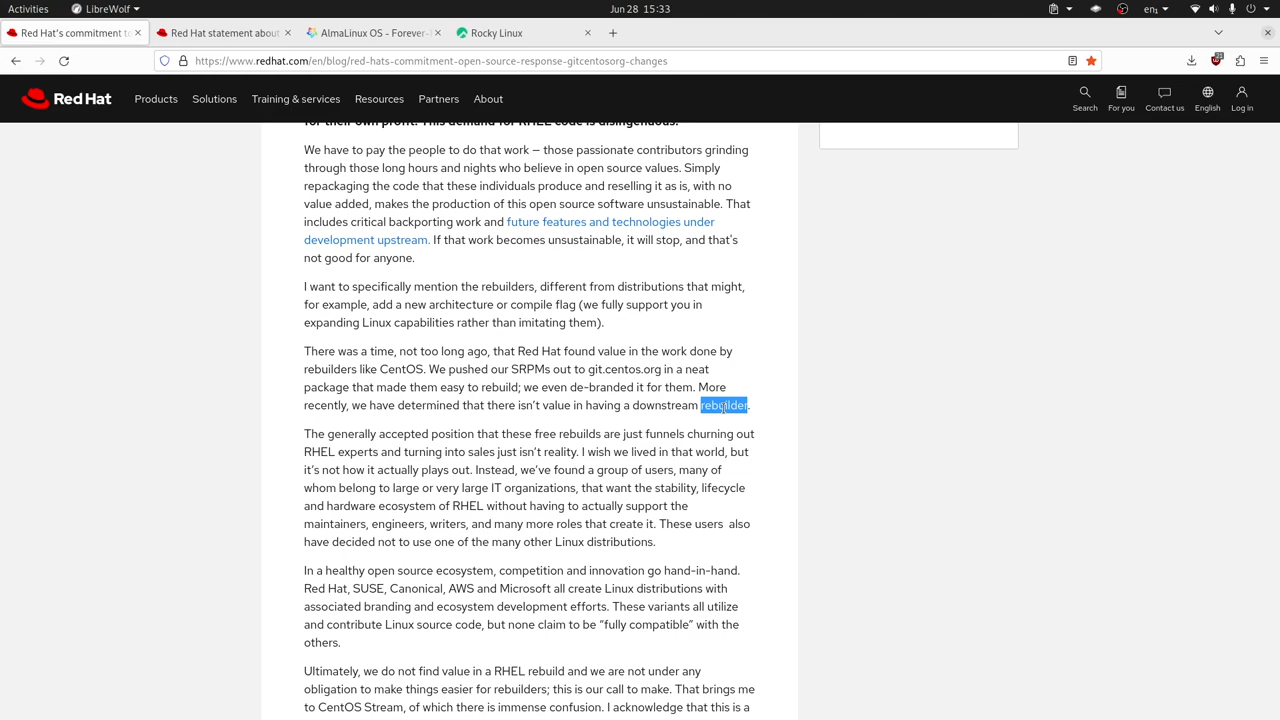 Activities
LibreWolf
Jun 28 15:33
en₁
Red Hat's commitment to
Red Hat statement about
AlmaLinux OS - Forever-
Rocky Linux
https://www.redhat.com/en/blog/red-hats-commitment-open-source-response-gitcentosorg-changes
Red Hat
Products
Solutions
Training & services
Resources
Partners
About
Search
For you
Contact us
English
Log in
for their own profit. This demand for RHEL code is disingenuous.
We have to pay the people to do that work — those passionate contributors grinding
through those long hours and nights who believe in open source values. Simply
repackaging the code that these individuals produce and reselling it as is, with no
value added, makes the production of this open source software unsustainable. That
includes critical backporting work and future features and technologies under
development upstream. If that work becomes unsustainable, it will stop, and that's
not good for anyone.
I want to specifically mention the rebuilders, different from distributions that might,
for example, add a new architecture or compile flag (we fully support you in
expanding Linux capabilities rather than imitating them).
There was a time, not too long ago, that Red Hat found value in the work done by
rebuilders like CentOS. We pushed our SRPMs out to git.centos.org in a neat
package that made them easy to rebuild; we even de-branded it for them. More
recently, we have determined that there isn't value in having a downstream rebuilder.
The generally accepted position that these free rebuilds are just funnels churning out
RHEL experts and turning into sales just isn't reality. I wish we lived in that world, but
it's not how it actually plays out. Instead, we've found a group of users, many of
whom belong to large or very large IT organizations, that want the stability, lifecycle
and hardware ecosystem of RHEL without having to actually support the
maintainers, engineers, writers, and many more roles that create it. These users also
have decided not to use one of the many other Linux distributions.
In a healthy open source ecosystem, competition and innovation go hand-in-hand.
Red Hat, SUSE, Canonical, AWS and Microsoft all create Linux distributions with
associated branding and ecosystem development efforts. These variants all utilize
and contribute Linux source code, but none claim to be “fully compatible” with the
others.
Ultimately, we do not find value in a RHEL rebuild and we are not under any
obligation to make things easier for rebuilders; this is our call to make. That brings me
to CentOS Stream, of which there is immense confusion. I acknowledge that this is a